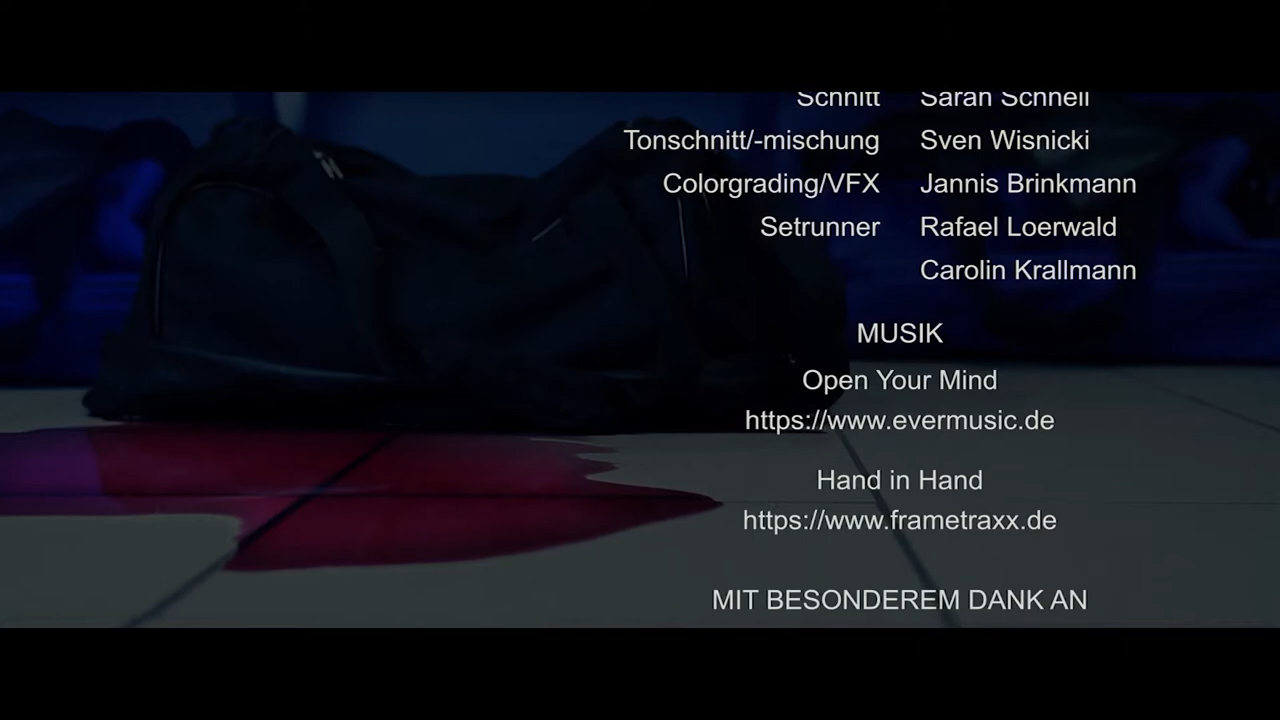 Schnitt Sarah Schnell
Tonschnitt/-mischung Sven Wisnicki
Colorgrading/VFX Jannis Brinkmann
Setrunner Rafael Loerwald
Carolin Krallmann
MUSIK
Open Your Mind
https://www.evermusic.de
Hand in Hand
https://www.frametraxx.de
MIT BESONDEREM DANK AN